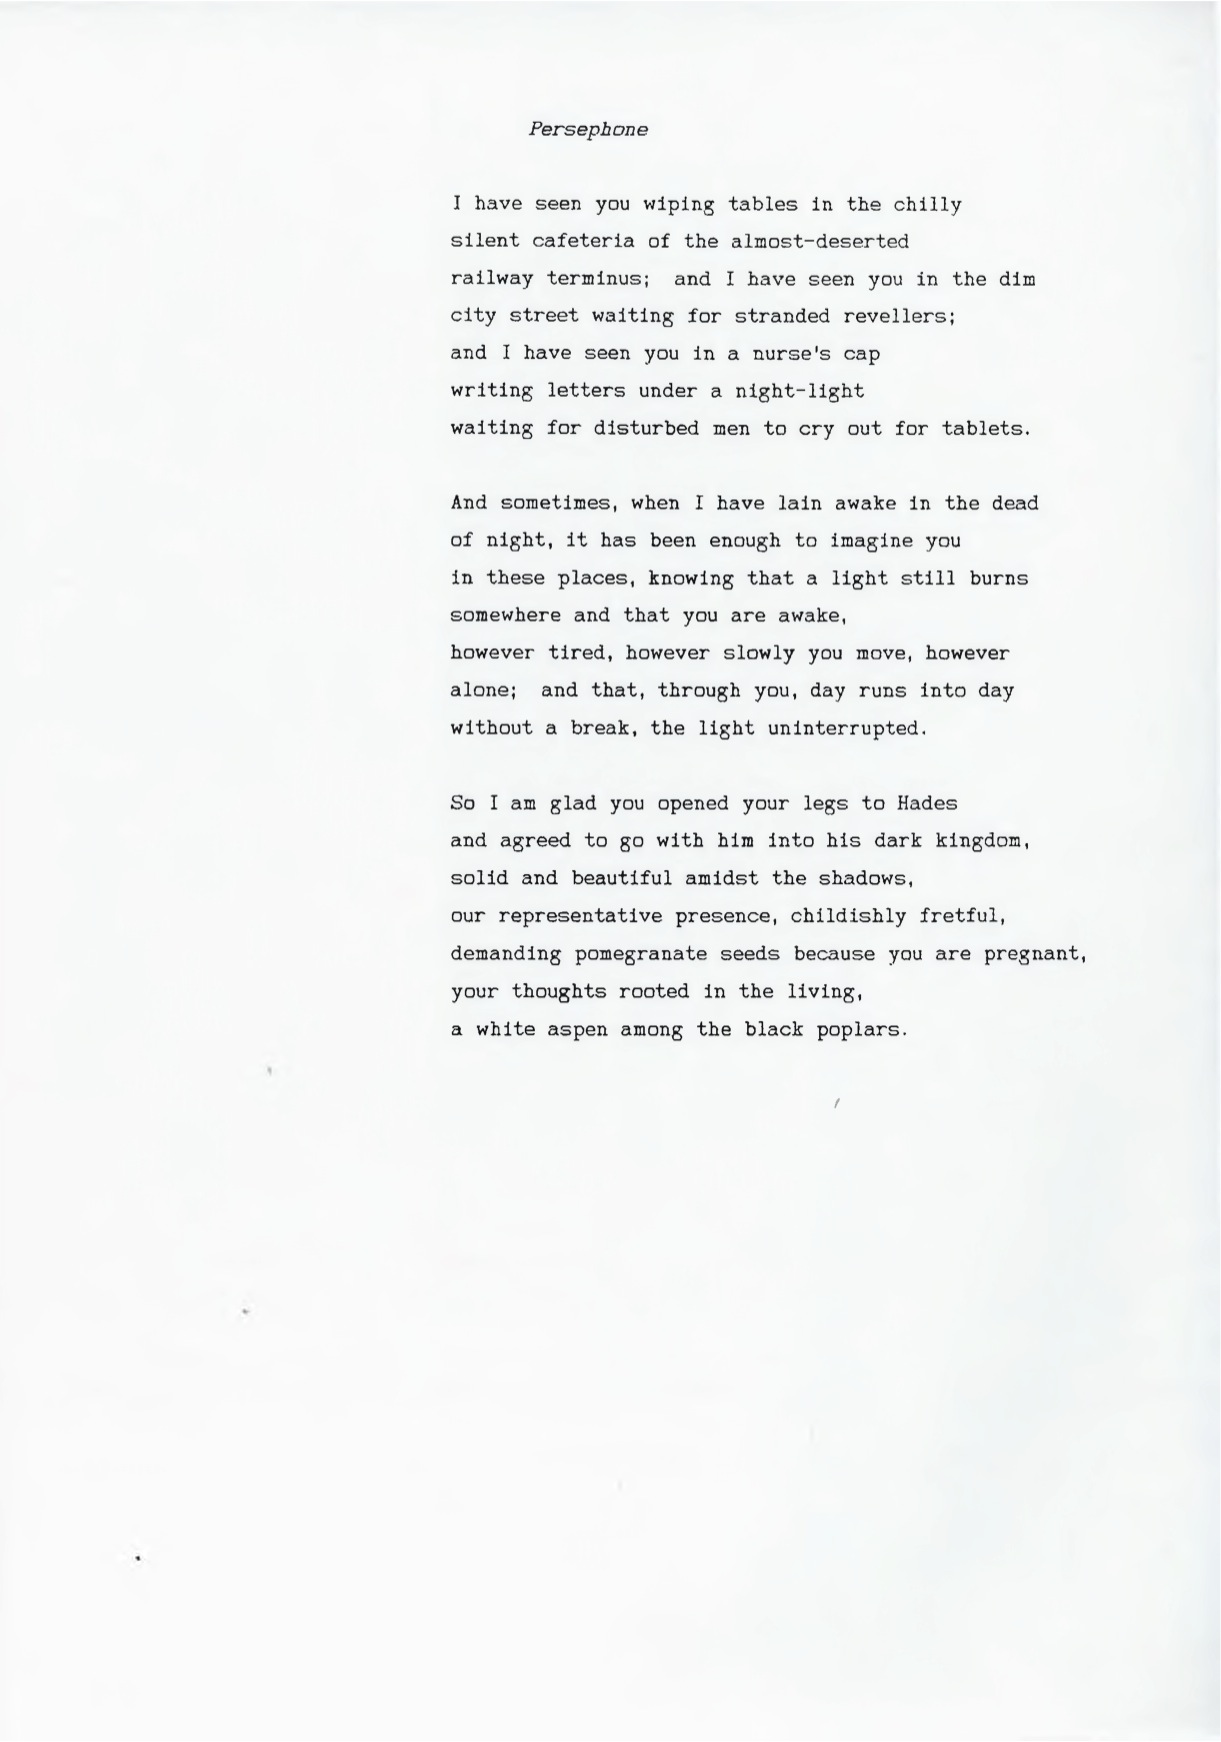 Persephone
I have seen you wiping tables in the chilly
silent cafeteria of the almost-deserted
railway terminus;  and I have seen you in the dim
city street waiting for stranded revellers;
and I have seen you in a nurse's cap
writing letters under a night-light
waiting for disturbed men to cry out for tablets.
And sometimes, when I have lain awake in the dead
of night, it has been enough to imagine you
in these places, knowing that a light still burns
somewhere and that you are awake,
however tired, however slowly you move, however
alone;  and that, through you, day runs into day
without a break, the light uninterrupted.
So I am glad you opened your legs to Hades
and agreed to go with him into his dark kingdom,
solid and beautiful amidst the shadows,
our representative presence, childishly fretful,
demanding pomegranate seeds because you are pregnant,
your thoughts rooted in the living,
a white aspen among the black poplars.